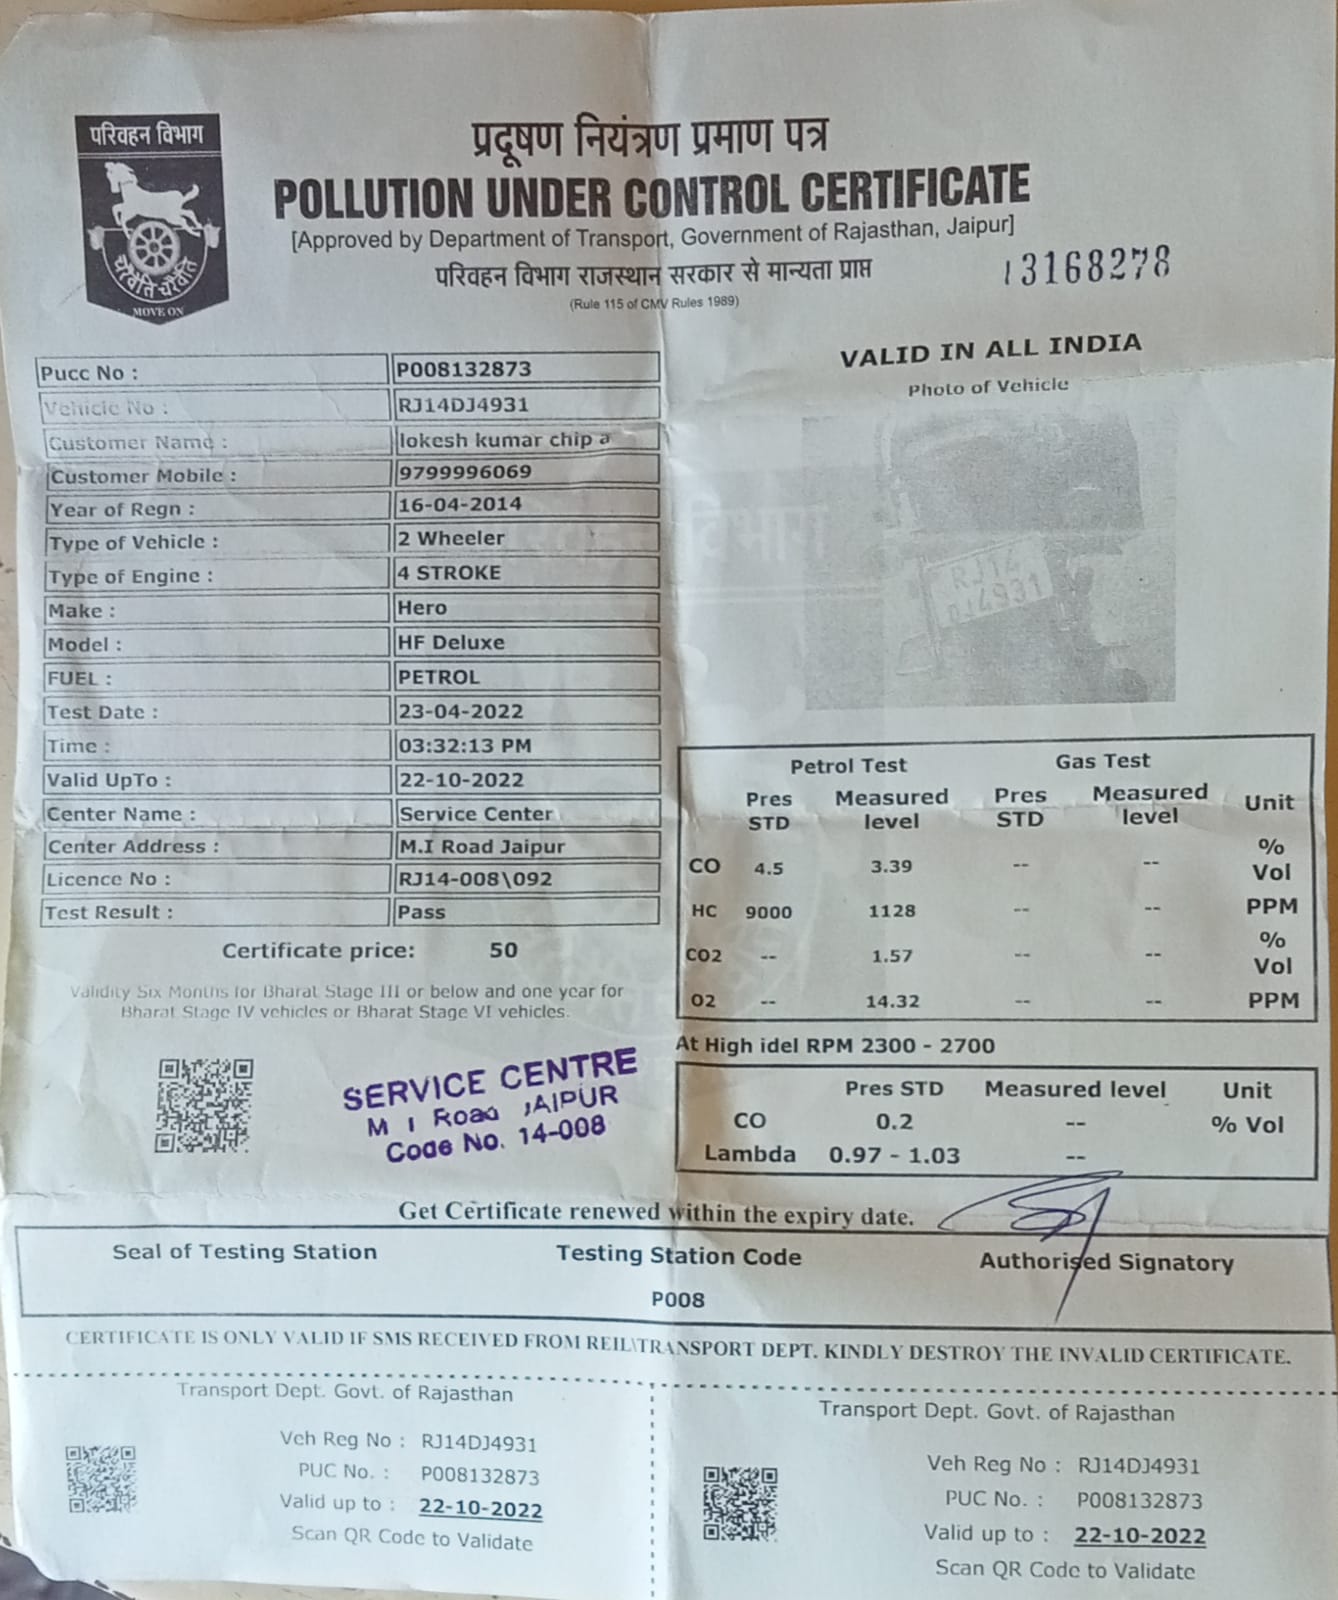 परिवहन विभाग
चरैवेति चरैवेति
MOVE ON
प्रदूषण नियंत्रण प्रमाण पत्र
POLLUTION UNDER CONTROL CERTIFICATE
[Approved by Department of Transport, Government of Rajasthan, Jaipur]
परिवहन विभाग राजस्थान सरकार से मान्यता प्राप्त
13168278
(Rule 115 of CMV Rules 1989)
VALID IN ALL INDIA
Photo of Vehicle
RJ14
4931
Pucc No : P008132873
Vehicle No : RJ14DJ4931
Customer Name : lokesh kumar chip a
Customer Mobile : 9799996069
Year of Regn : 16-04-2014
Type of Vehicle : 2 Wheeler
Type of Engine : 4 STROKE
Make : Hero
Model : HF Deluxe
FUEL : PETROL
Test Date : 23-04-2022
Time : 03:32:13 PM
Valid UpTo : 22-10-2022
Center Name : Service Center
Center Address : M.I Road Jaipur
Licence No : RJ14-008\092
Test Result : Pass
Certificate price: 50
Validity Six Months for Bharat Stage III or below and one year for
Bharat Stage IV vehicles or Bharat Stage VI vehicles.
Petrol Test Gas Test
Pres STD Measured level Pres STD Measured level Unit
CO 4.5 3.39 -- -- % Vol
HC 9000 1128 -- -- PPM
CO2 -- 1.57 -- -- % Vol
O2 -- 14.32 -- -- PPM
At High idel RPM 2300 - 2700
Pres STD Measured level Unit
CO 0.2 -- % Vol
Lambda 0.97 - 1.03 --
SERVICE CENTRE
M I Road JAIPUR
Code No. 14-008
Get Certificate renewed within the expiry date.
Seal of Testing Station Testing Station Code Authorised Signatory
P008
CERTIFICATE IS ONLY VALID IF SMS RECEIVED FROM REIL\TRANSPORT DEPT. KINDLY DESTROY THE INVALID CERTIFICATE.
Transport Dept. Govt. of Rajasthan
Veh Reg No : RJ14DJ4931
PUC No. : P008132873
Valid up to : 22-10-2022
Scan QR Code to Validate
Transport Dept. Govt. of Rajasthan
Veh Reg No : RJ14DJ4931
PUC No. : P008132873
Valid up to : 22-10-2022
Scan QR Code to Validate